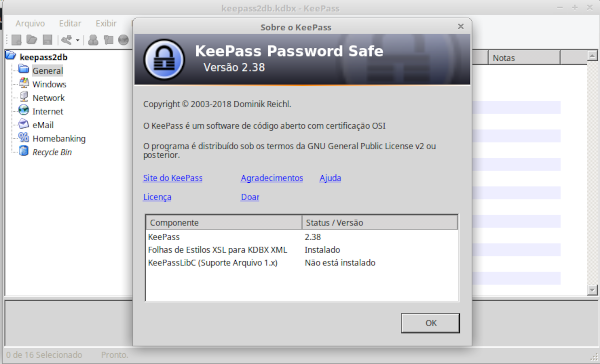 keepass2db.kdbx - KeePass
Arquivo Editar Exibir
keepass2db
General
Windows
Network
Internet
eMail
Homebanking
Recycle Bin
Notas
Sobre o KeePass
KeePass Password Safe
Versão 2.38
Copyright © 2003-2018 Dominik Reichl.
O KeePass é um software de código aberto com certificação OSI
O programa é distribuído sob os termos da GNU General Public License v2 ou
posterior.
Site do KeePass Agradecimentos Ajuda
Licença Doar
Componente Status / Versão
KeePass 2.38
Folhas de Estilos XSL para KDBX XML Instalado
KeePassLibC (Suporte Arquivo 1.x) Não está instalado
OK
0 de 16 Selecionado Pronto.